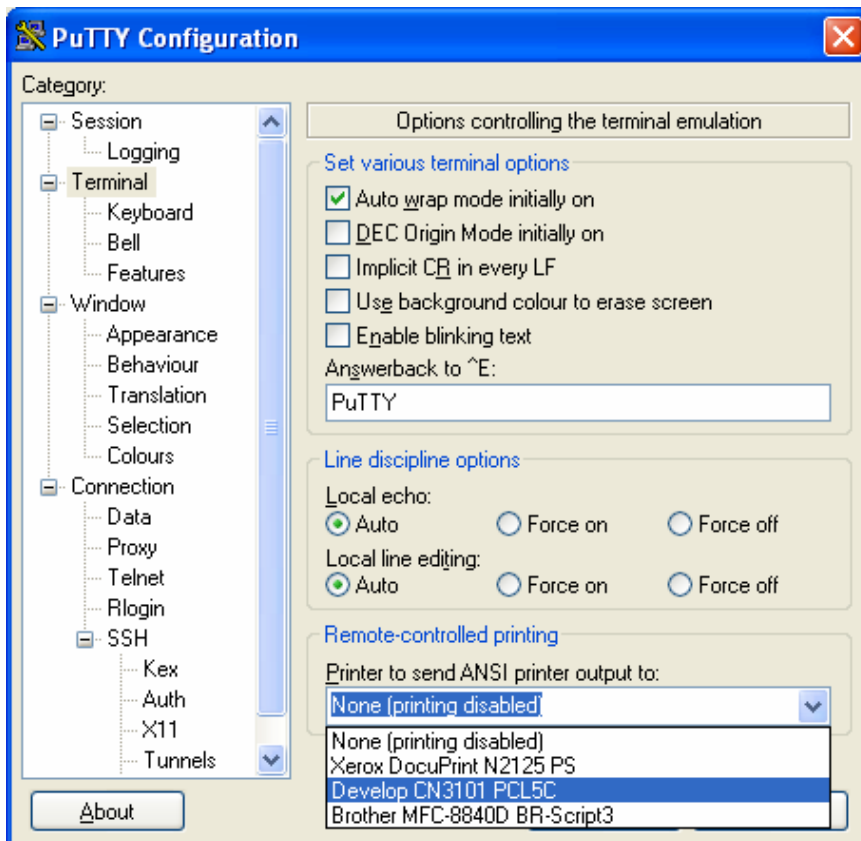 PuTTY Configuration
Category:
Session
Logging
Terminal
Keyboard
Bell
Features
Window
Appearance
Behaviour
Translation
Selection
Colours
Connection
Data
Proxy
Telnet
Rlogin
SSH
Kex
Auth
X11
Tunnels
About
Options controlling the terminal emulation
Set various terminal options
Auto wrap mode initially on
DEC Origin Mode initially on
Implicit CR in every LF
Use background colour to erase screen
Enable blinking text
Answerback to ^E:
PuTTY
Line discipline options
Local echo:
Auto Force on Force off
Local line editing:
Auto Force on Force off
Remote-controlled printing
Printer to send ANSI printer output to:
None (printing disabled)
None (printing disabled)
Xerox DocuPrint N2125 PS
Develop CN3101 PCL5C
Brother MFC-8840D BR-Script3